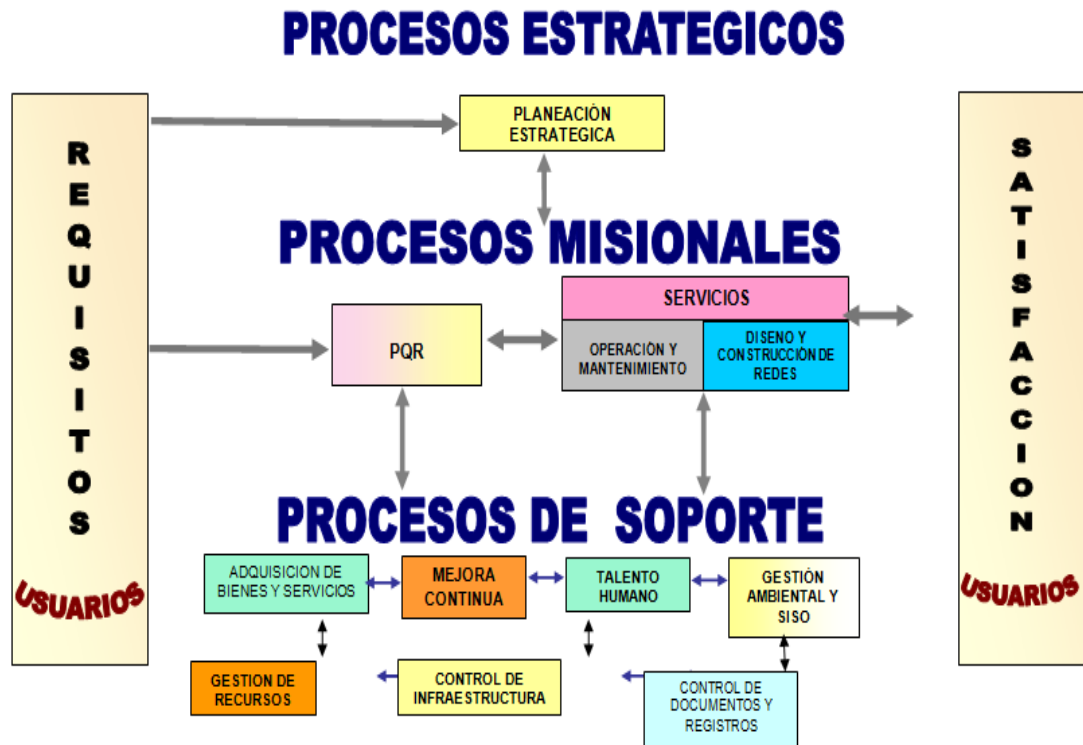 PROCESOS ESTRATEGICOS
PLANEACIÓN
ESTRATEGICA
REQUISITOS
USUARIOS
PROCESOS MISIONALES
PQR
SERVICIOS
OPERACIÓN Y
MANTENIMIENTO
DISENO Y
CONSTRUCCIÓN DE
REDES
SATISFACCION
USUARIOS
PROCESOS DE SOPORTE
ADQUISICION DE
BIENES Y SERVICIOS
MEJORA
CONTINUA
TALENTO
HUMANO
GESTIÓN
AMBIENTAL Y
SISO
GESTION DE
RECURSOS
CONTROL DE
INFRAESTRUCTURA
CONTROL DE
DOCUMENTOS Y
REGISTROS